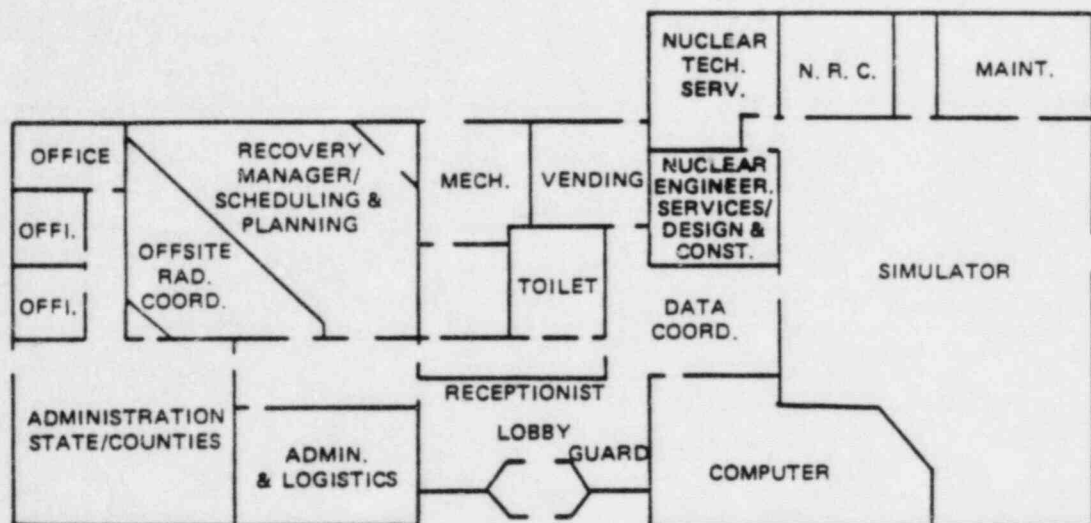 NUCLEAR
TECH.
SERV.
N. R. C.
MAINT.
OFFICE
RECOVERY
MANAGER/
SCHEDULING &
PLANNING
MECH.
VENDING
NUCLEAR
ENGINEER.
SERVICES/
DESIGN &
CONST.
OFFI.
OFFSITE
RAD.
COORD.
OFFI.
TOILET
SIMULATOR
DATA
COORD.
RECEPTIONIST
ADMINISTRATION
STATE/COUNTIES
ADMIN.
& LOGISTICS
LOBBY
GUARD
COMPUTER